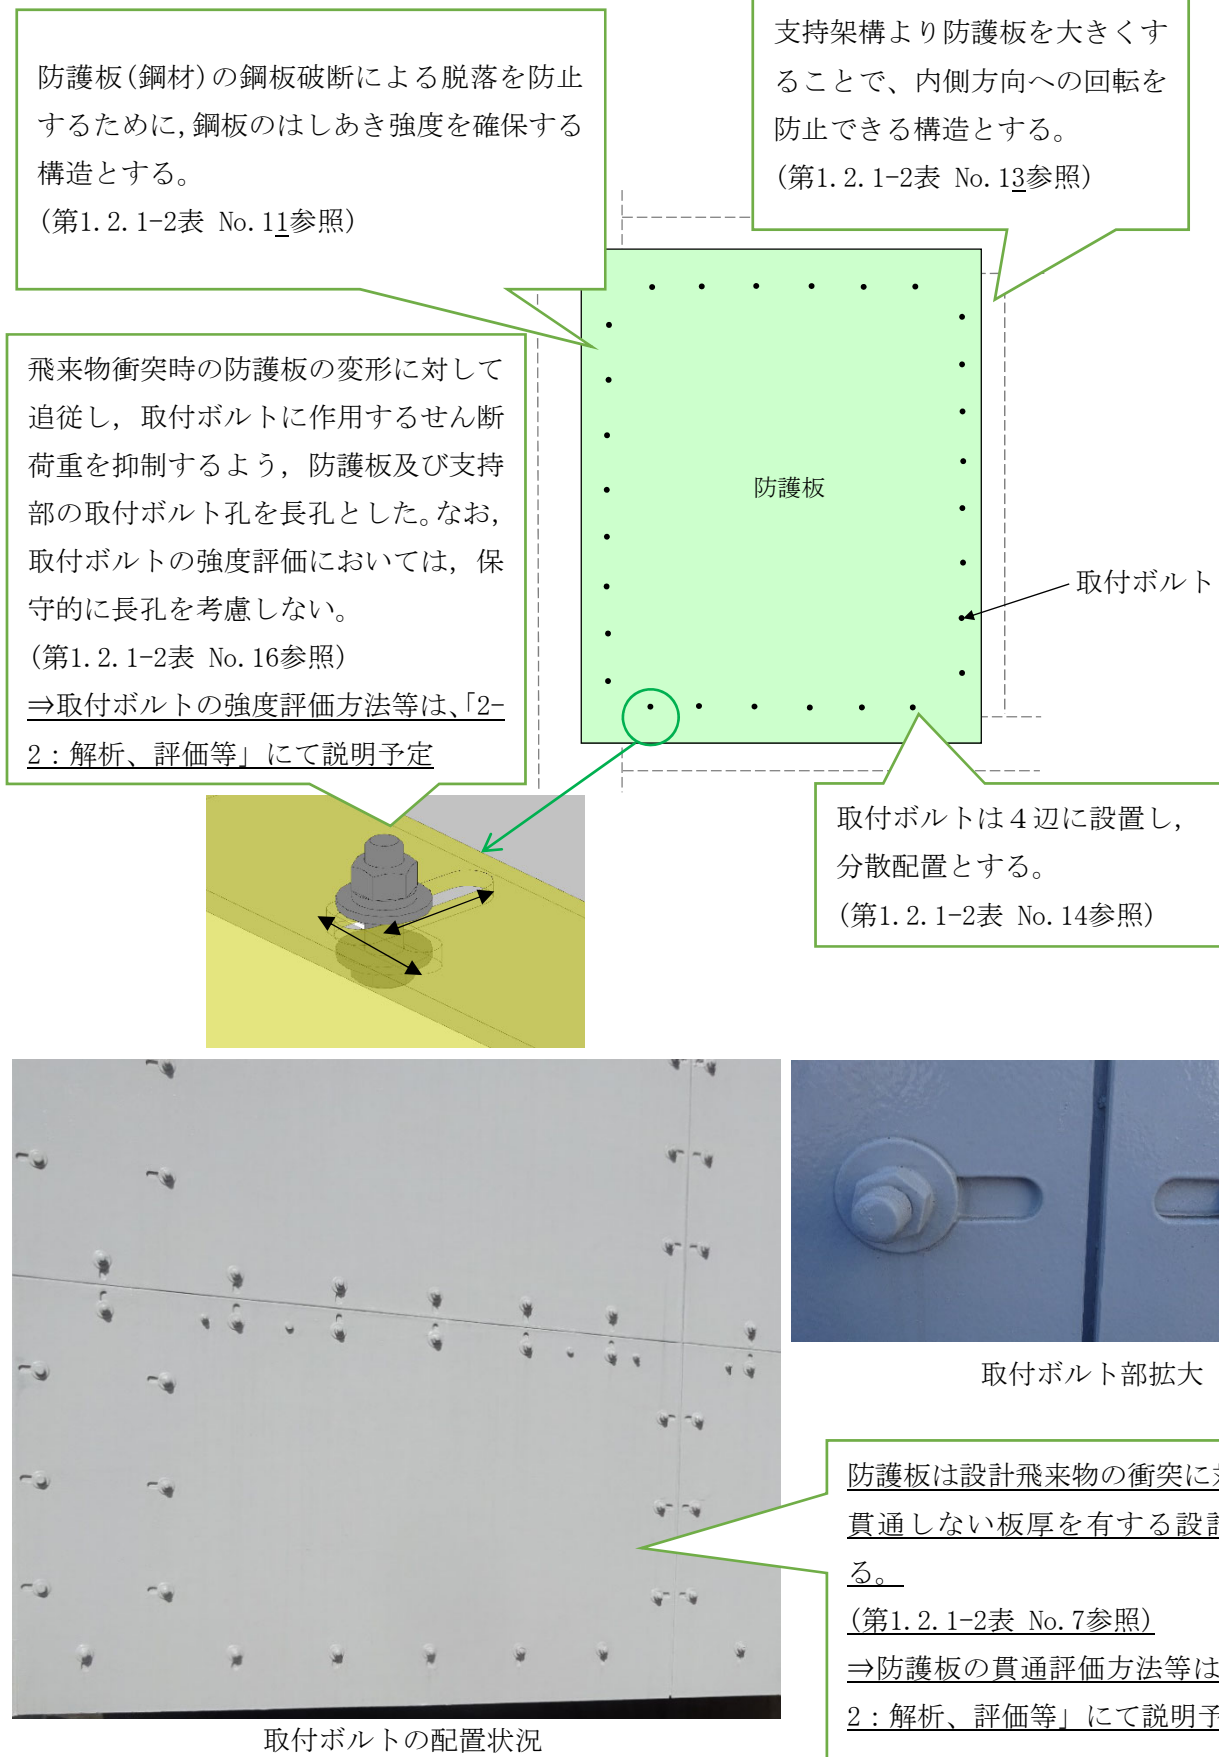 防護板(鋼材)の鋼板破断による脱落を防止
するために,鋼板のはしあき強度を確保する
構造とする。
(第1.2.1-2表 No.11参照)
支持架構より防護板を大きくす
ることで、内側方向への回転を
防止できる構造とする。
(第1.2.1-2表 No.13参照)
飛来物衝突時の防護板の変形に対して
追従し，取付ボルトに作用するせん断
荷重を抑制するよう，防護板及び支持
部の取付ボルト孔を長孔とした。なお，
取付ボルトの強度評価においては，保
守的に長孔を考慮しない。
(第1.2.1-2表 No.16参照)
⇒取付ボルトの強度評価方法等は、「2-
2：解析、評価等」にて説明予定
防護板
取付ボルト
取付ボルトは４辺に設置し，
分散配置とする。
(第1.2.1-2表 No.14参照)
取付ボルト部拡大
防護板は設計飛来物の衝突に
貫通しない板厚を有する設
る。
(第1.2.1-2表 No.7参照)
⇒防護板の貫通評価方法等は
2：解析、評価等」にて説明
取付ボルトの配置状況